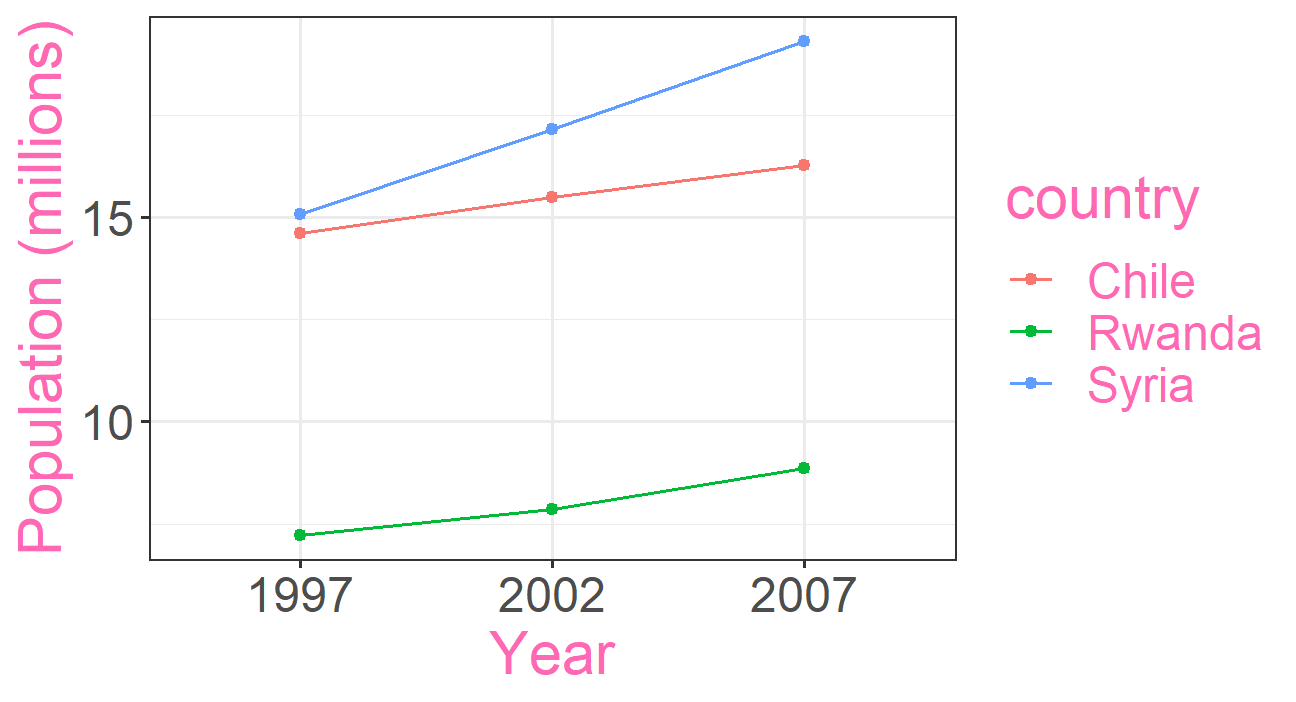 Population (millions)
15
10
1997 2002 2007
Year
country
Chile
Rwanda
Syria